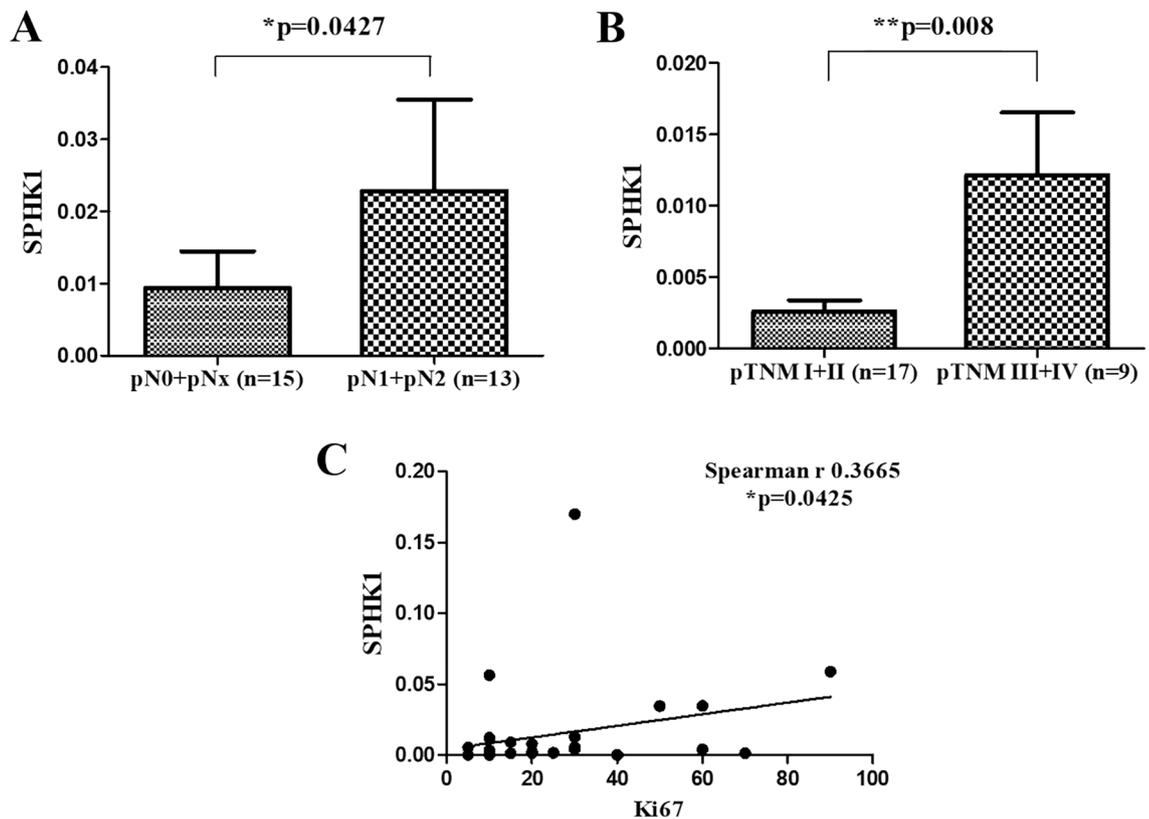 A
*p=0.0427
SPHK1
0.04
0.03
0.02
0.01
0.00
pN0+pNx (n=15)
pN1+pN2 (n=13)
B
**p=0.008
SPHK1
0.020
0.015
0.010
0.005
0.000
pTNM I+II (n=17)
pTNM III+IV (n=9)
C
Spearman r 0.3665
*p=0.0425
SPHK1
0.20
0.15
0.10
0.05
0.00
0 20 40 60 80 100
Ki67